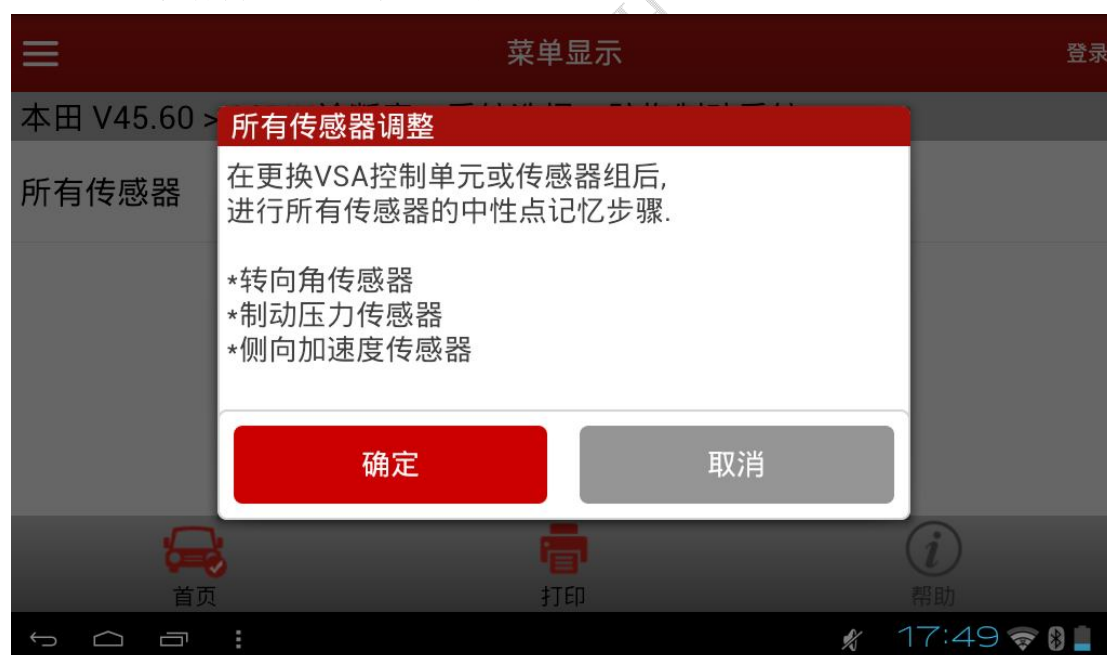 菜单显示
登录
本田 V45.60 >
所有传感器调整
所有传感器
在更换VSA控制单元或传感器组后,
进行所有传感器的中性点记忆步骤.
*转向角传感器
*制动压力传感器
*侧向加速度传感器
确定
取消
首页
打印
帮助
17:49